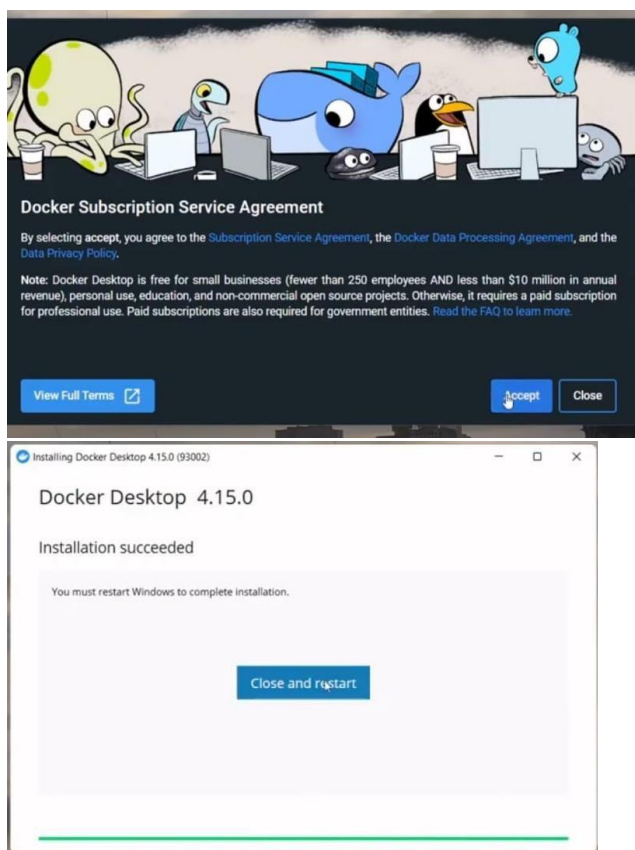 Docker Subscription Service Agreement
By selecting accept, you agree to the Subscription Service Agreement, the Docker Data Processing Agreement, and the
Data Privacy Policy.
Note: Docker Desktop is free for small businesses (fewer than 250 employees AND less than $10 million in annual
revenue), personal use, education, and non-commercial open source projects. Otherwise, it requires a paid subscription
for professional use. Paid subscriptions are also required for government entities. Read the FAQ to learn more.
View Full Terms Accept Close
Installing Docker Desktop 4.15.0 (93002)
Docker Desktop 4.15.0
Installation succeeded
You must restart Windows to complete installation.
Close and restart